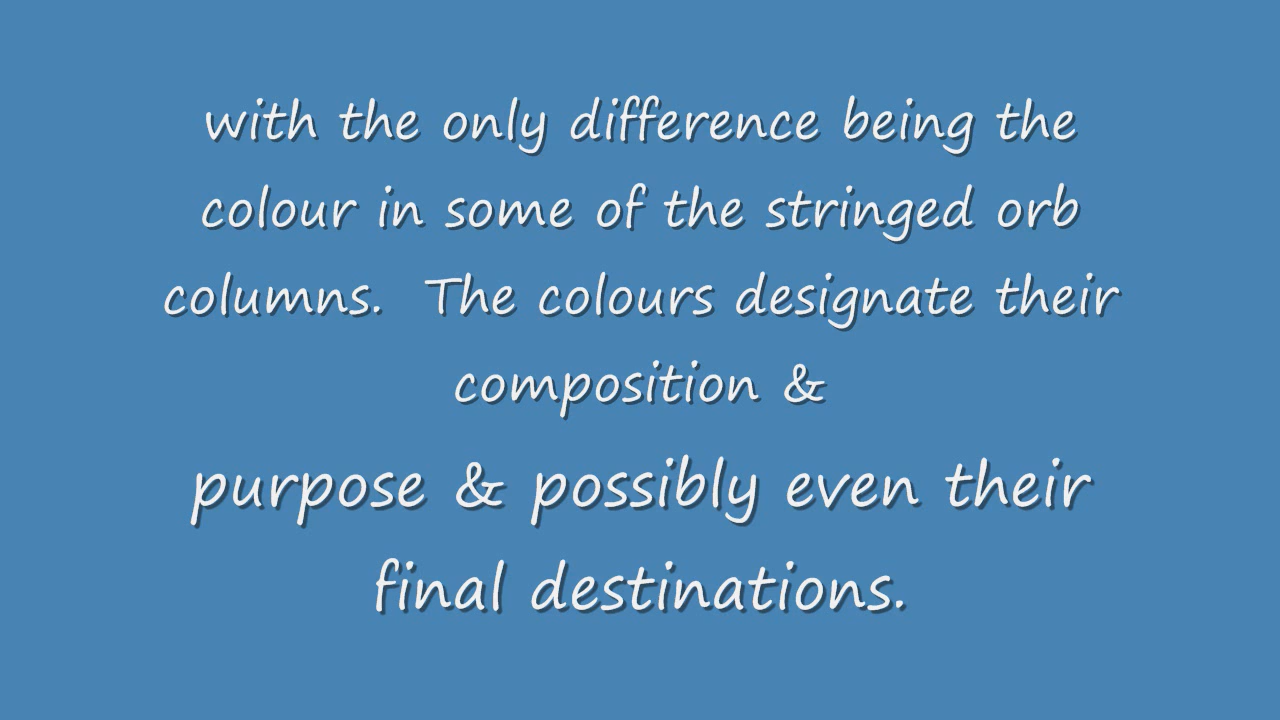 with the only difference being the
colour in some of the stringed orb
columns.  The colours designate their
composition &
purpose & possibly even their
final destinations.